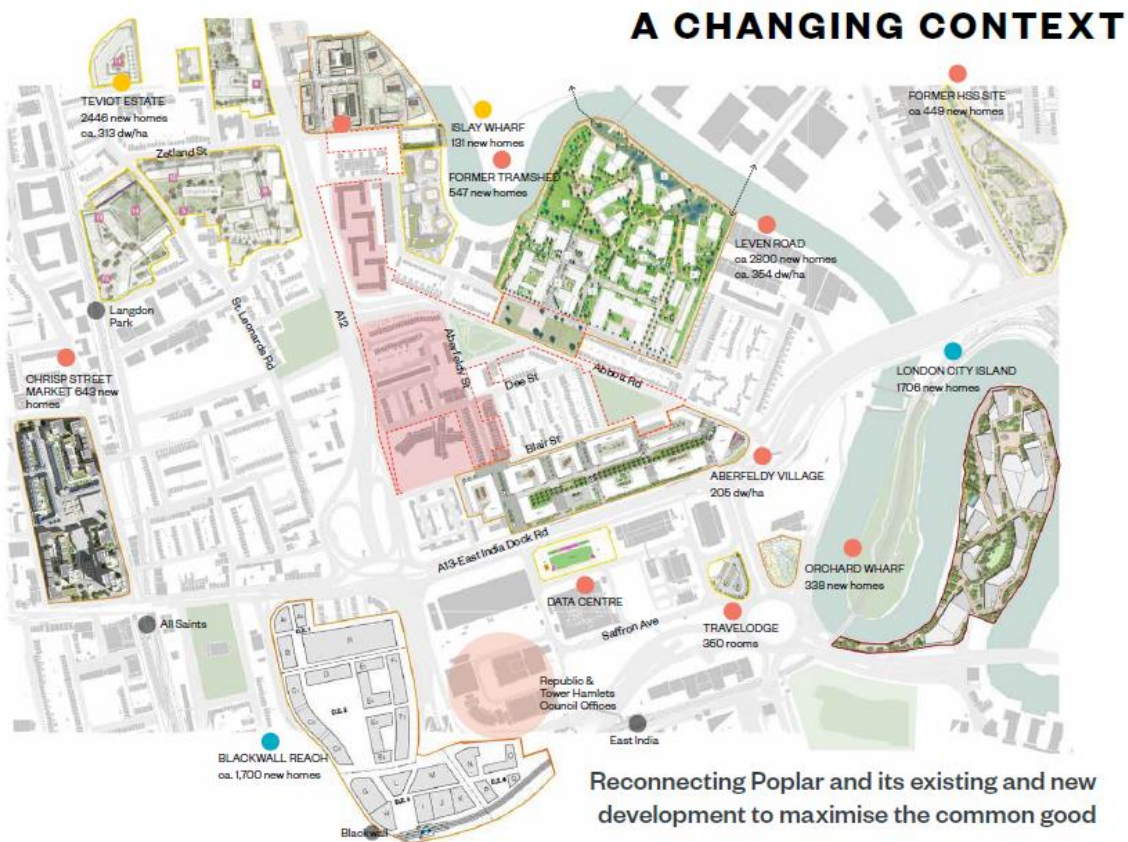 A CHANGING CONTEXT
TEVIOT ESTATE
2446 new homes
ca. 313 dw/ha
Zetland St
ISLAY WHARF
131 new homes
FORMER TRAMSHED
547 new homes
FORMER HSS SITE
ca 449 new homes
LEVEN ROAD
ca 2800 new homes
ca. 354 dw/ha
Langdon
Park
St. Leonards Rd
A12
Aberfeldy St
CHRISP STREET
MARKET 643 new
homes
Dee St
Abbott Rd
LONDON CITY ISLAND
1706 new homes
Blair St
ABERFELDY VILLAGE
205 dw/ha
A13-East India Dock Rd
ORCHARD WHARF
338 new homes
DATA CENTRE
All Saints
Saffron Ave
TRAVELODGE
350 rooms
Republic &
Tower Hamlets
Council Offices
East India
BLACKWALL REACH
ca. 1,700 new homes
Blackwall
Reconnecting Poplar and its existing and new
development to maximise the common good